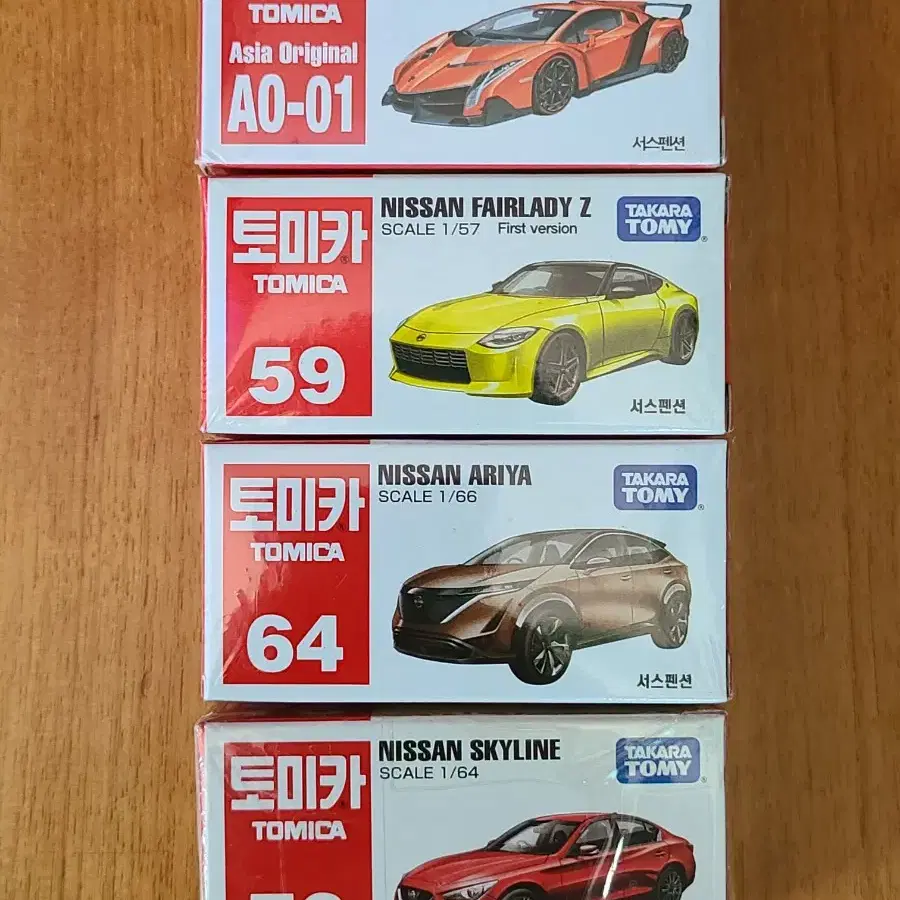 TOMICA
Asia Original
AO-01
서스펜션
토미카
TOMICA
59
NISSAN FAIRLADY Z
SCALE 1/57 First version
TAKARA
TOMY
서스펜션
토미카
TOMICA
64
NISSAN ARIYA
SCALE 1/66
TAKARA
TOMY
서스펜션
토미카
TOMICA
NISSAN SKYLINE
SCALE 1/64
TAKARA
TOMY